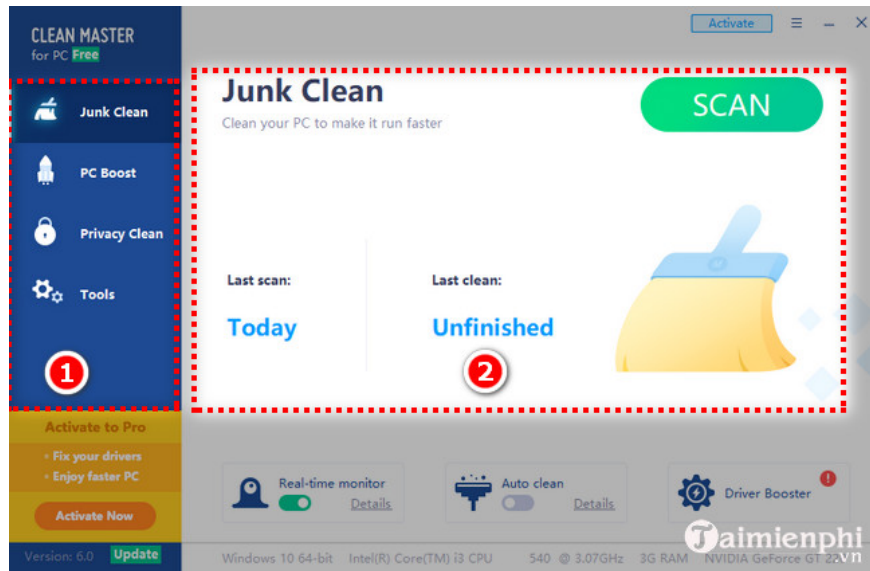 CLEAN MASTER
for PC Free
Activate
Junk Clean
PC Boost
Privacy Clean
Tools
1
Activate to Pro
• Fix your drivers
• Enjoy faster PC
Activate Now
Version: 6.0 Update
Junk Clean
Clean your PC to make it run faster
SCAN
Last scan:
Today
Last clean:
Unfinished
2
Real-time monitor
Details
Auto clean
Details
Driver Booster
Windows 10 64-bit Intel(R) Core(TM) i3 CPU 540 @ 3.07GHz 3G RAM NVIDIA GeForce GT
Taimienphi
.vn